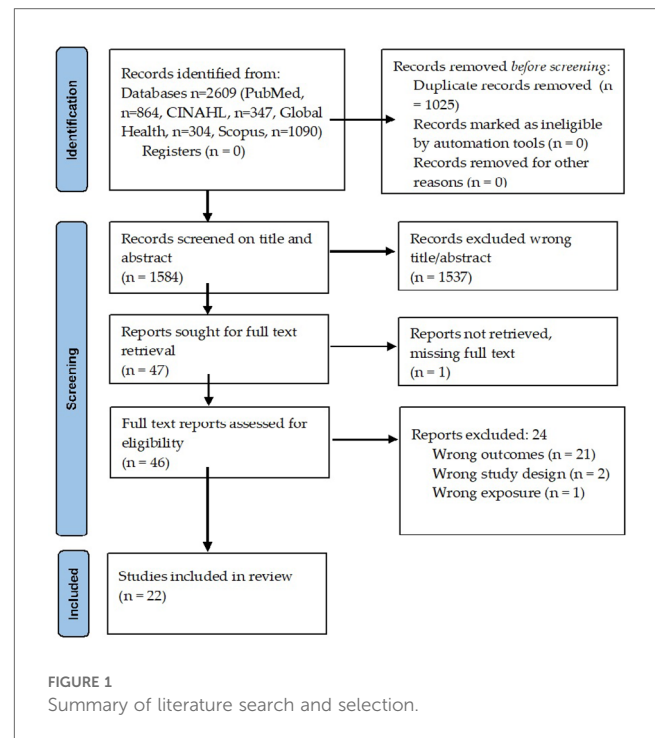 Identification
Records identified from:
Databases n=2609 (PubMed,
n=864, CINAHL, n=347, Global
Health, n=304, Scopus, n=1090)
Registers (n = 0)
Records removed before screening:
Duplicate records removed (n
= 1025)
Records marked as ineligible
by automation tools (n = 0)
Records removed for other
reasons (n = 0)
Screening
Records screened on title and
abstract
(n = 1584)
Records excluded wrong
title/abstract
(n = 1537)
Reports sought for full text
retrieval
(n = 47)
Reports not retrieved,
missing full text
(n = 1)
Full text reports assessed for
eligibility
(n = 46)
Reports excluded: 24
Wrong outcomes (n = 21)
Wrong study design (n = 2)
Wrong exposure (n = 1)
Included
Studies included in review
(n = 22)
FIGURE 1
Summary of literature search and selection.